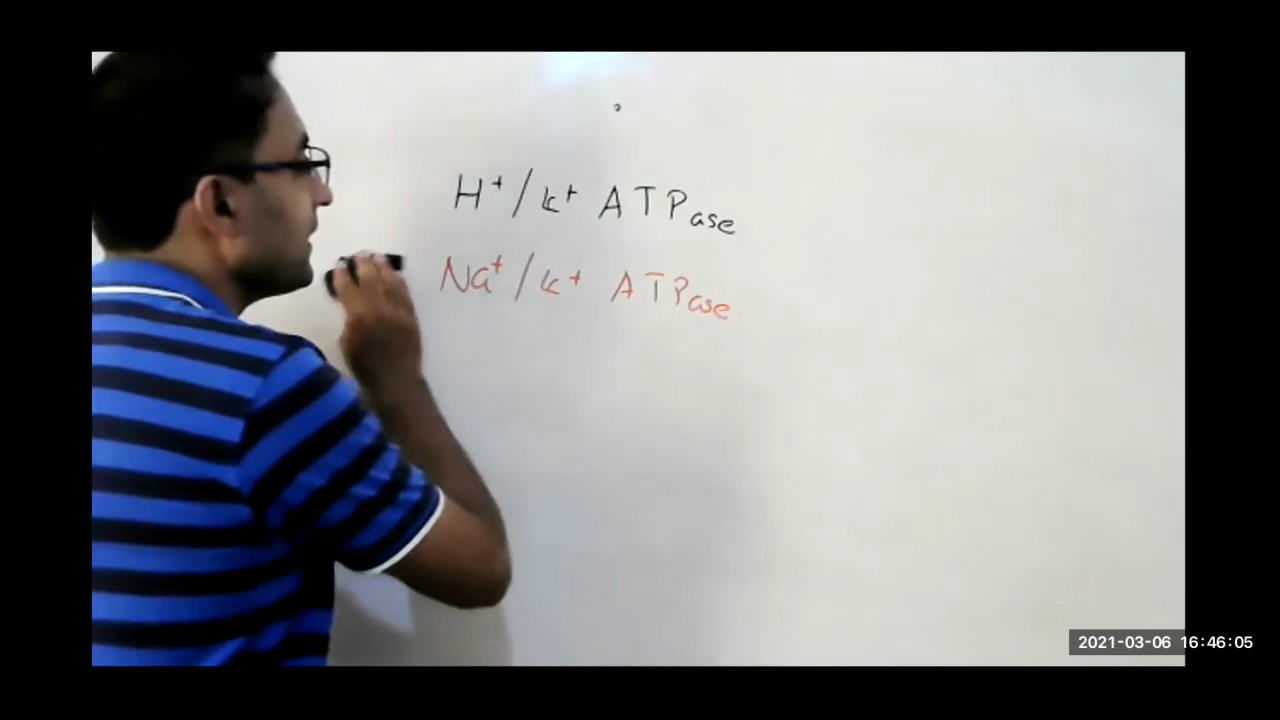 H⁺/K⁺ ATPase
Na⁺/K⁺ ATPase
2021-03-06 16:46:05